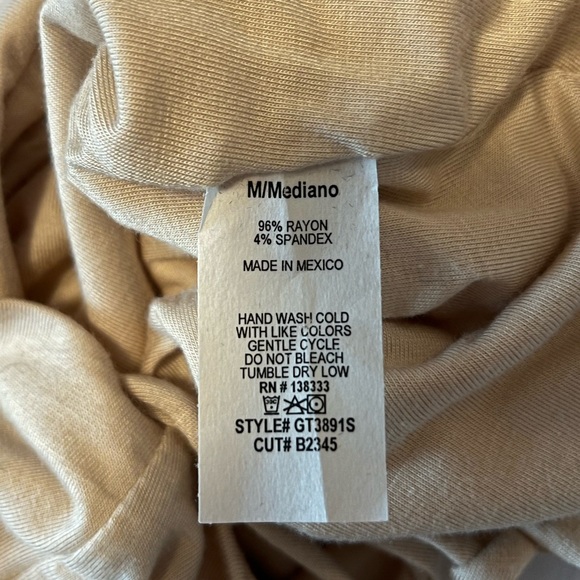 M/Mediano
96% RAYON
4% SPANDEX
MADE IN MEXICO
HAND WASH COLD
WITH LIKE COLORS
GENTLE CYCLE
DO NOT BLEACH
TUMBLE DRY LOW
RN # 138333
STYLE# GT3891S
CUT# B2345